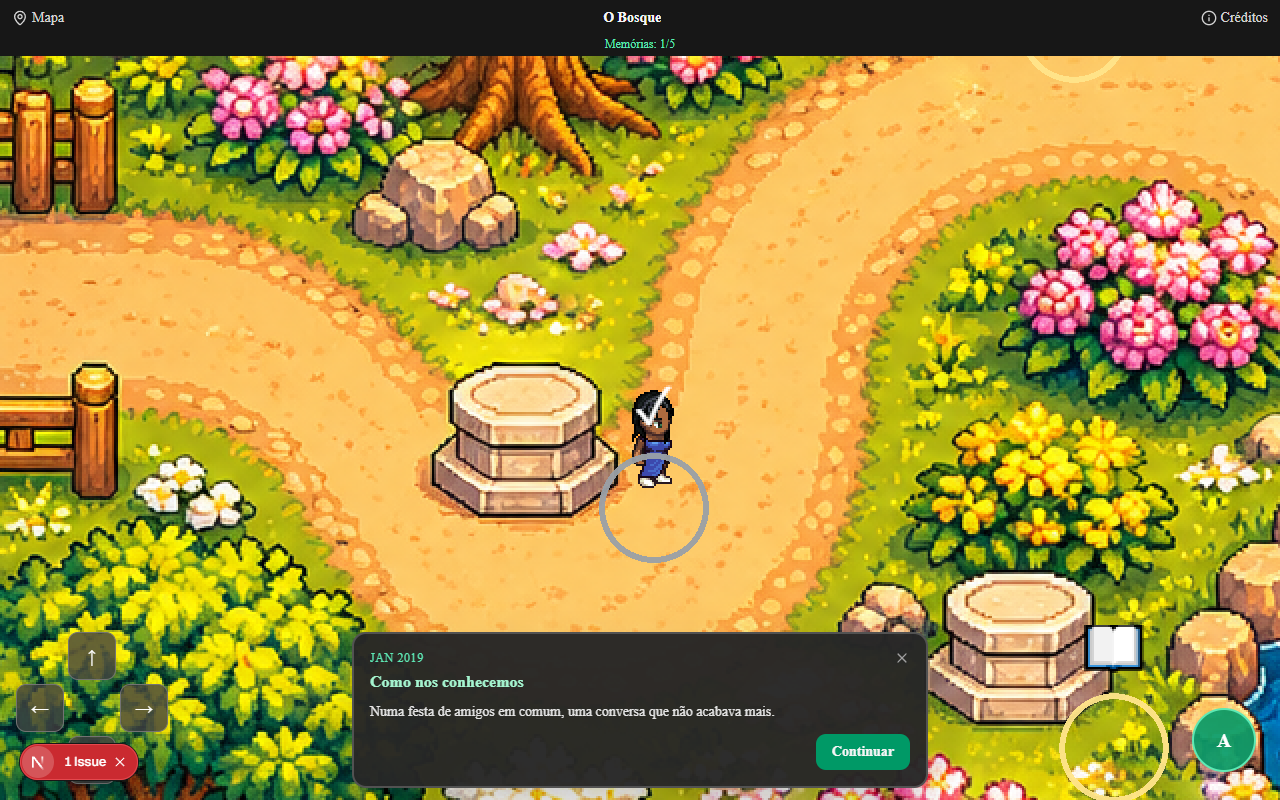 Mapa
O Bosque
Créditos
Memórias: 1/5
JAN 2019
Como nos conhecemos
Numa festa de amigos em comum, uma conversa que não acabava mais.
Continuar
↑
← →
N 1 Issue
A